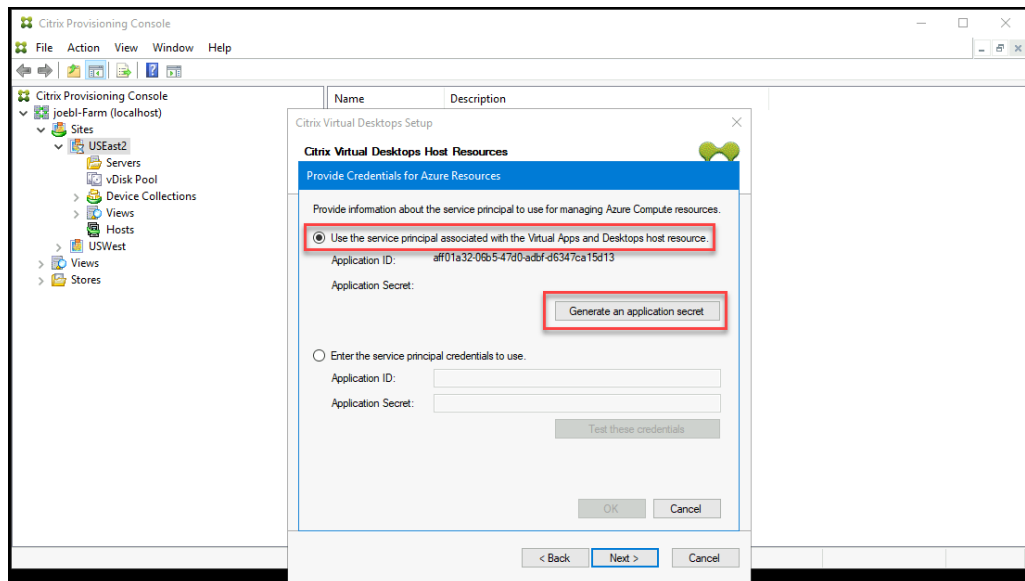 Citrix Provisioning Console
File Action View Window Help
Citrix Provisioning Console
joebl-Farm (localhost)
Sites
USEast2
Servers
vDisk Pool
Device Collections
Views
Hosts
USWest
Views
Stores
Name Description
Citrix Virtual Desktops Setup
Citrix Virtual Desktops Host Resources
Provide Credentials for Azure Resources
Provide information about the service principal to use for managing Azure Compute resources.
Use the service principal associated with the Virtual Apps and Desktops host resource.
Application ID: aff01a32-06b5-47d0-adbf-d6347ca15d13
Application Secret:
Generate an application secret
Enter the service principal credentials to use.
Application ID:
Application Secret:
Test these credentials
OK Cancel
< Back Next > Cancel